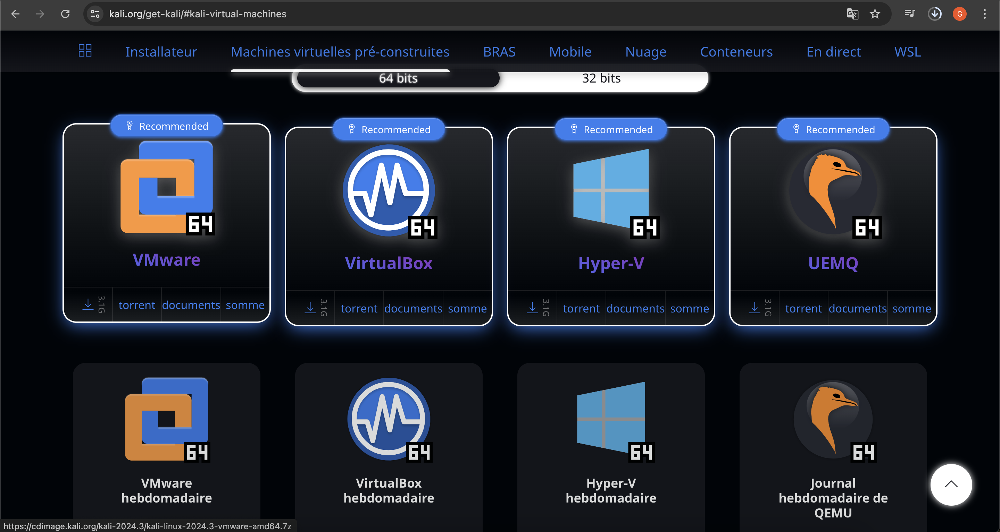 kali.org/get-kali/#kali-virtual-machines
G
Installateur Machines virtuelles pré-construites BRAS Mobile Nuage Conteneurs En direct WSL
64 bits 32 bits
Recommended Recommended Recommended Recommended
64 64 64 64
VMware VirtualBox Hyper-V UEMQ
3.1G torrent documents somme 3.1G torrent documents somme 3.1G torrent documents somme 3.1G torrent documents somme
64 64 64 64
VMware
hebdomadaire
VirtualBox
hebdomadaire
Hyper-V
hebdomadaire
Journal
hebdomadaire de
QEMU
https://cdimage.kali.org/kali-2024.3/kali-linux-2024.3-vmware-amd64.7z